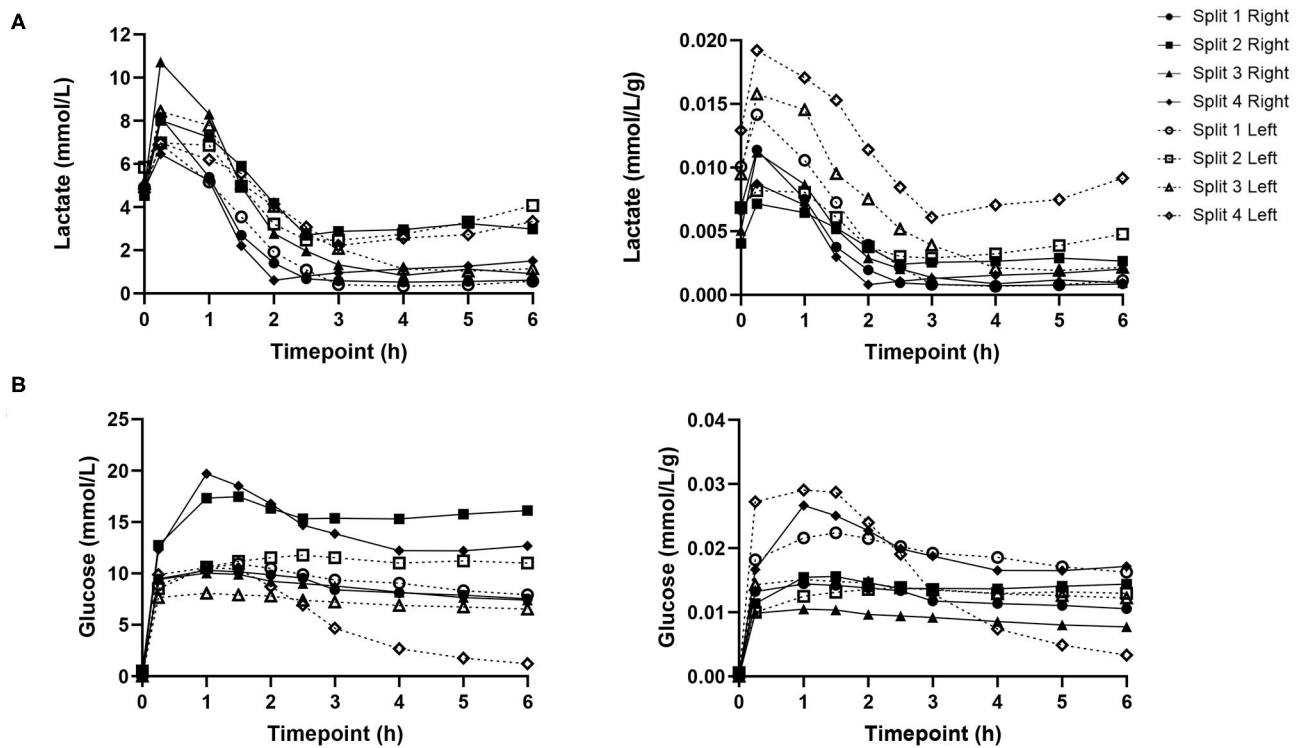 A
Lactate (mmol/L)
12
10
8
6
4
2
0
0 1 2 3 4 5 6
Timepoint (h)
Lactate (mmol/L/g)
0.020
0.015
0.010
0.005
0.000
0 1 2 3 4 5 6
Timepoint (h)
Split 1 Right
Split 2 Right
Split 3 Right
Split 4 Right
Split 1 Left
Split 2 Left
Split 3 Left
Split 4 Left
B
Glucose (mmol/L)
25
20
15
10
5
0
0 1 2 3 4 5 6
Timepoint (h)
Glucose (mmol/L/g)
0.04
0.03
0.02
0.01
0.00
0 1 2 3 4 5 6
Timepoint (h)